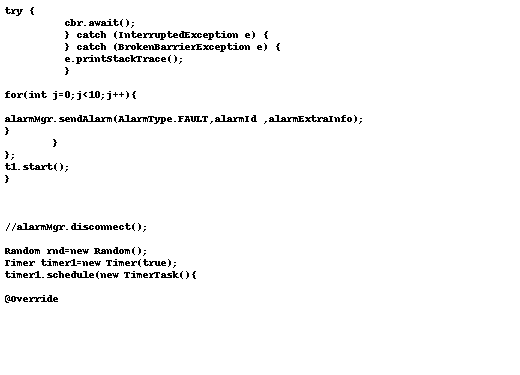 try {
cbr.await();
} catch (InterruptedException e) {
} catch (BrokenBarrierException e) {
e.printStackTrace();
}
for(int j=0;j<10;j++){
alarmMgr.sendAlarm(AlarmType.FAULT,alarmId ,alarmExtraInfo);
}
}
};
t1.start();
}
//alarmMgr.disconnect();
Random rnd=new Random();
Timer timer1=new Timer(true);
timer1.schedule(new TimerTask(){
@Override